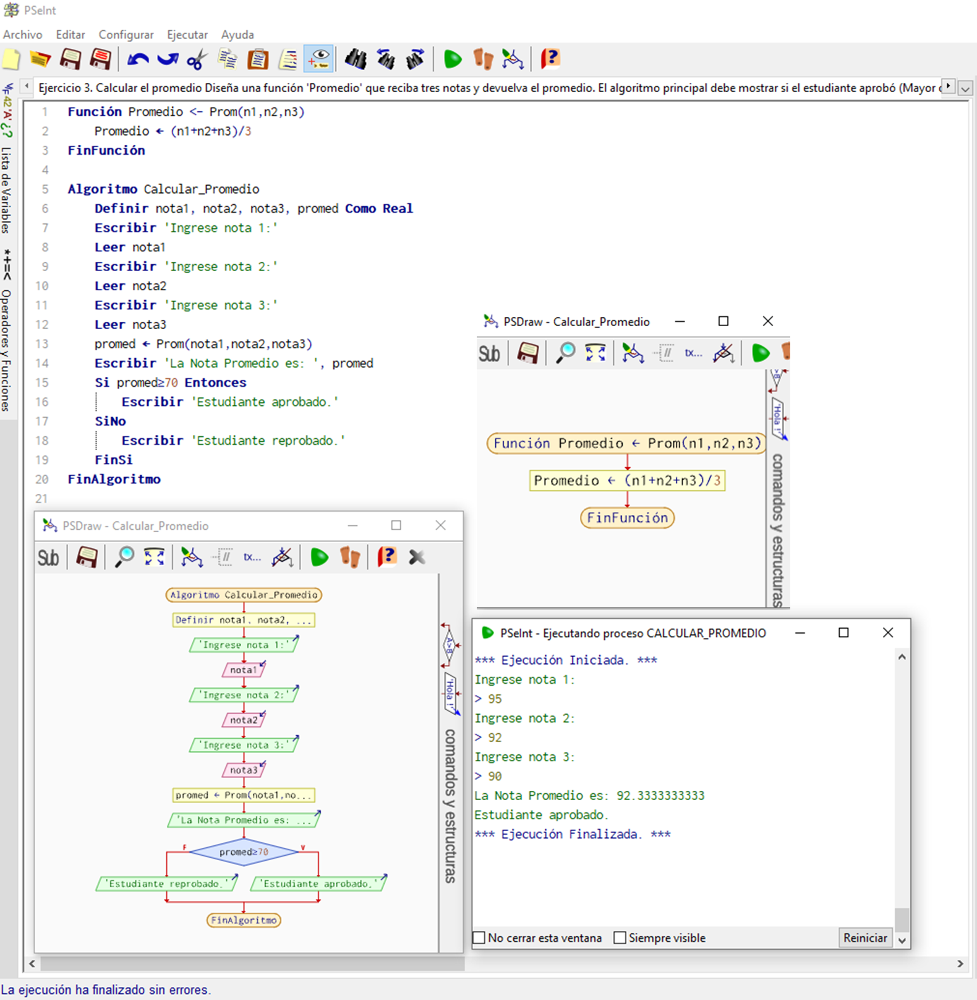 PSeInt
Archivo Editar Configurar Ejecutar Ayuda
Ejercicio 3. Calcular el promedio Diseña una función 'Promedio' que reciba tres notas y devuelva el promedio. El algoritmo principal debe mostrar si el estudiante aprobó (Mayor
42 'A' ¿? Lista de Variables
*+=< Operadores y Funciones
1 Función Promedio <- Prom(n1,n2,n3)
2 Promedio ← (n1+n2+n3)/3
3 FinFunción
4
5 Algoritmo Calcular_Promedio
6 Definir nota1, nota2, nota3, promed Como Real
7 Escribir 'Ingrese nota 1:'
8 Leer nota1
9 Escribir 'Ingrese nota 2:'
10 Leer nota2
11 Escribir 'Ingrese nota 3:'
12 Leer nota3
13 promed ← Prom(nota1,nota2,nota3)
14 Escribir 'La Nota Promedio es: ', promed
15 Si promed≥70 Entonces
16 Escribir 'Estudiante aprobado.'
17 SiNo
18 Escribir 'Estudiante reprobado.'
19 FinSi
20 FinAlgoritmo
21
PSDraw - Calcular_Promedio
Sub // tx...
Función Promedio ← Prom(n1,n2,n3)
Promedio ← (n1+n2+n3)/3
FinFunción
'Hola !'
comandos y estructuras
PSDraw - Calcular_Promedio
Sub // tx... ?
Algoritmo Calcular_Promedio
Definir nota1, nota2, ...
'Ingrese nota 1:'
nota1
'Ingrese nota 2:'
nota2
'Ingrese nota 3:'
nota3
promed ← Prom(nota1,no...
'La Nota Promedio es: ...
F V
promed≥70
'Estudiante reprobado.' 'Estudiante aprobado.'
FinAlgoritmo
A>B
'Hola !'
comandos y estructuras
PSeInt - Ejecutando proceso CALCULAR_PROMEDIO
*** Ejecución Iniciada. ***
Ingrese nota 1:
> 95
Ingrese nota 2:
> 92
Ingrese nota 3:
> 90
La Nota Promedio es: 92.3333333333
Estudiante aprobado.
*** Ejecución Finalizada. ***
No cerrar esta ventana Siempre visible Reiniciar
La ejecución ha finalizado sin errores.